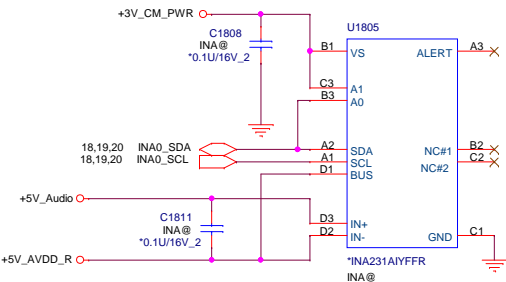 +3V_CM_PWR
C1808
INA@
*0.1U/16V_2
U1805
B1 VS
ALERT A3
C3 A1
B3 A0
18,19,20 INA0_SDA A2 SDA
NC#1 B2
18,19,20 INA0_SCL A1 SCL
NC#2 C2
D1 BUS
+5V_Audio
C1811
INA@
*0.1U/16V_2
D3 IN+
D2 IN-
GND C1
+5V_AVDD_R
*INA231AIYFFR
INA@